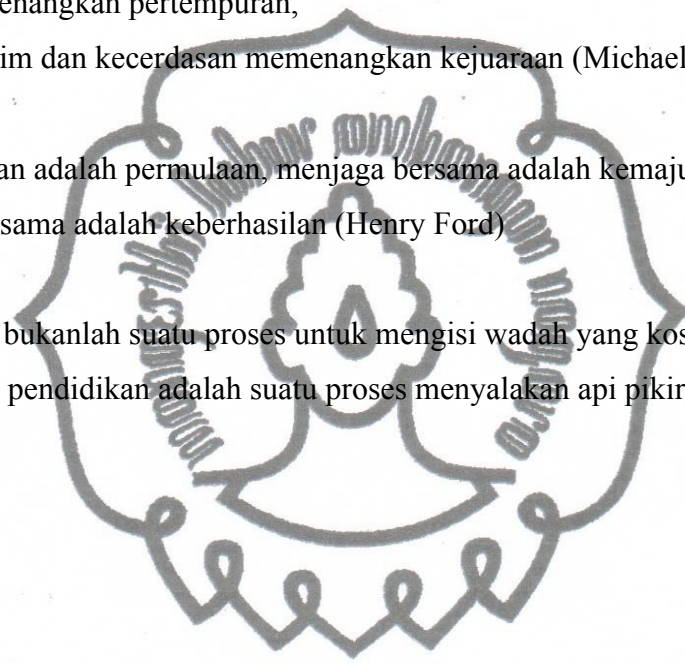 enangkan pertempuran,
im dan kecerdasan memenangkan kejuaraan (Michael
an adalah permulaan, menjaga bersama adalah kemaju
sama adalah keberhasilan (Henry Ford)
bukanlah suatu proses untuk mengisi wadah yang kos
pendidikan adalah suatu proses menyalakan api pikir